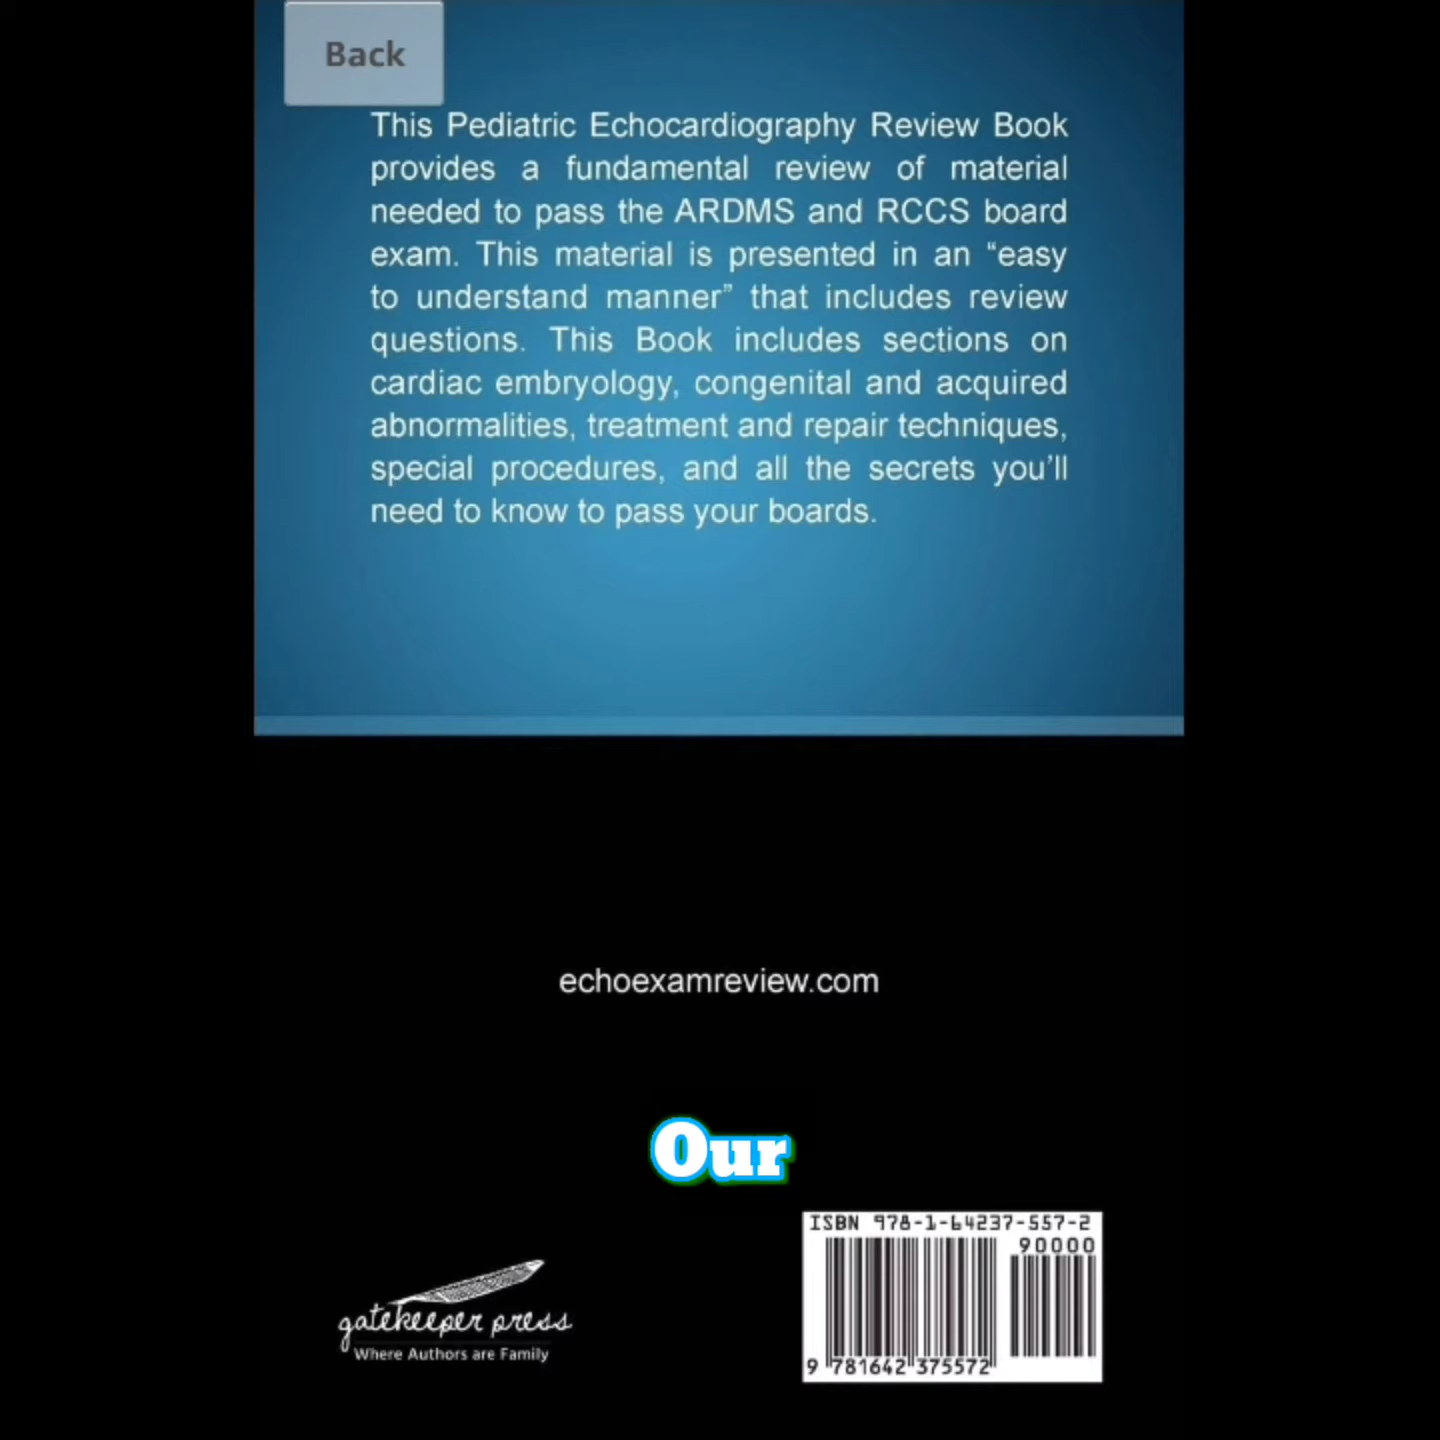 Back
This Pediatric Echocardiography Review Book
provides a fundamental review of material
needed to pass the ARDMS and RCCS board
exam. This material is presented in an “easy
to understand manner” that includes review
questions. This Book includes sections on
cardiac embryology, congenital and acquired
abnormalities, treatment and repair techniques,
special procedures, and all the secrets you’ll
need to know to pass your boards.
echoexamreview.com
Our
ISBN 978-1-64237-557-2
90000
gatekeeper press
Where Authors are Family
9 781642 375572